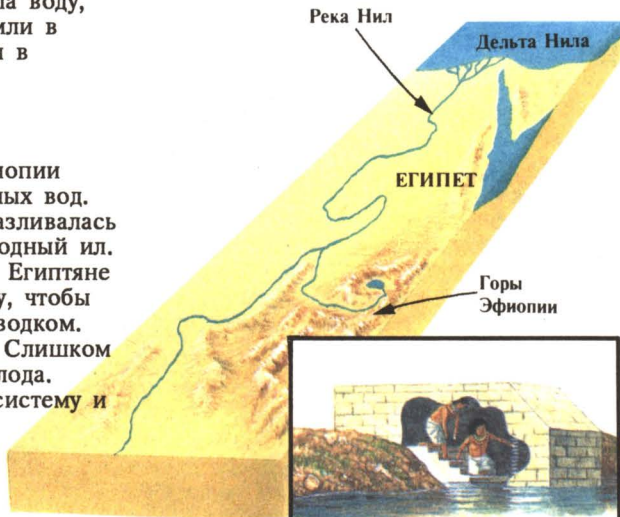 воду,
или в
в
опии
ных вод.
азливалась
одный ил.
Египтяне
у, чтобы
водком.
Слишком
лода.
систему и
Река Нил
Дельта Нила
ЕГИПЕТ
Горы
Эфиопии